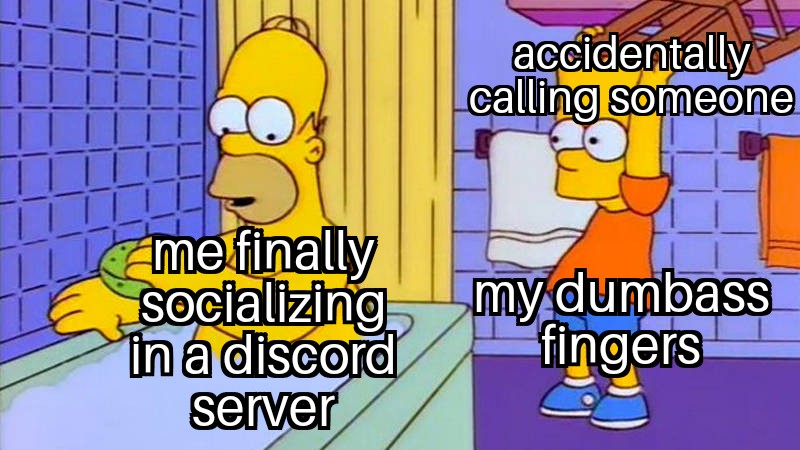 accidentally
calling someone
me finally
socializing
in a discord
server
my dumbass
fingers